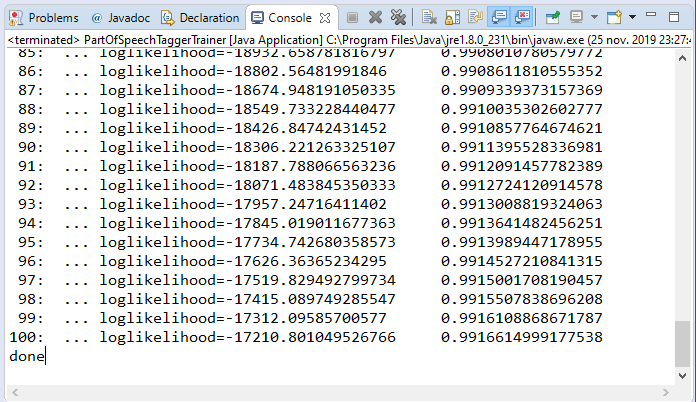 Problems @ Javadoc Declaration Console
<terminated> PartOfSpeechTaggerTrainer [Java Application] C:\Program Files\Java\jre1.8.0_231\bin\javaw.exe (25 nov. 2019 23:27:4
85: ... loglikelihood=-18932.658781816797 0.9908010780579772
86: ... loglikelihood=-18802.56481991846 0.9908611810555352
87: ... loglikelihood=-18674.948191050335 0.9909339373157369
88: ... loglikelihood=-18549.733228440477 0.9910035302602777
89: ... loglikelihood=-18426.84742431452 0.9910857764674621
90: ... loglikelihood=-18306.221263325107 0.9911395528336981
91: ... loglikelihood=-18187.788066563236 0.9912091457782389
92: ... loglikelihood=-18071.483845350333 0.9912724120914578
93: ... loglikelihood=-17957.24716411402 0.9913008819324063
94: ... loglikelihood=-17845.019011677363 0.9913641482456251
95: ... loglikelihood=-17734.742680358573 0.9913989447178955
96: ... loglikelihood=-17626.36365234295 0.9914527210841315
97: ... loglikelihood=-17519.829492799734 0.9915001708190457
98: ... loglikelihood=-17415.089749285547 0.9915507838696208
99: ... loglikelihood=-17312.09585700577 0.9916108868671787
100: ... loglikelihood=-17210.801049526766 0.9916614999177538
done